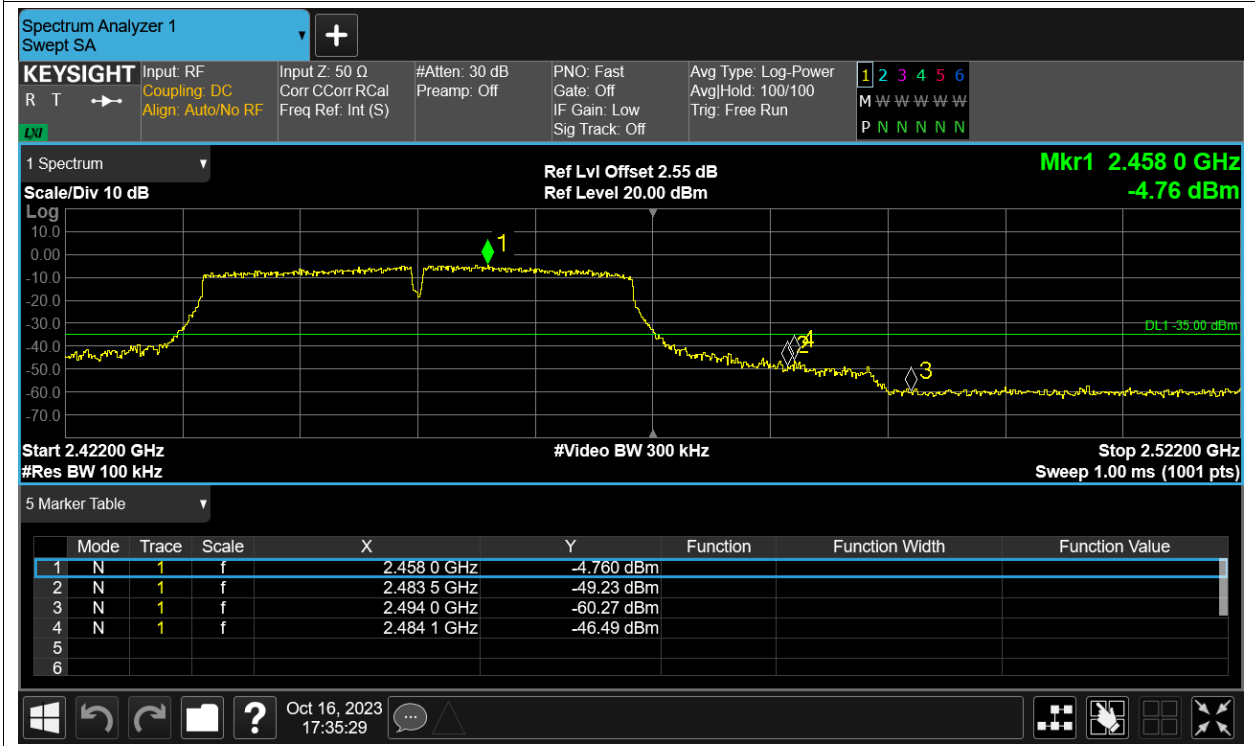 Spectrum Analyzer 1
Swept SA
+
KEYSIGHT Input: RF Input Z: 50 Ω #Atten: 30 dB PNO: Fast Avg Type: Log-Power 1 2 3 4 5 6
R T Coupling: DC Corr CCorr RCal Preamp: Off Gate: Off Avg|Hold: 100/100 M W W W W W
Align: Auto/No RF Freq Ref: Int (S) IF Gain: Low Trig: Free Run
LXI Sig Track: Off P N N N N N
1 Spectrum Ref Lvl Offset 2.55 dB Mkr1 2.458 0 GHz
Scale/Div 10 dB Ref Level 20.00 dBm -4.76 dBm
Log
10.0
0.00 1
-10.0
-20.0
-30.0 DL1 -35.00 dBm
-40.0 2 4
-50.0 3
-60.0
-70.0
Start 2.42200 GHz #Video BW 300 kHz Stop 2.52200 GHz
#Res BW 100 kHz Sweep 1.00 ms (1001 pts)
5 Marker Table
Mode Trace Scale X Y Function Function Width Function Value
1 N 1 f 2.458 0 GHz -4.760 dBm
2 N 1 f 2.483 5 GHz -49.23 dBm
3 N 1 f 2.494 0 GHz -60.27 dBm
4 N 1 f 2.484 1 GHz -46.49 dBm
5
6
? Oct 16, 2023
17:35:29